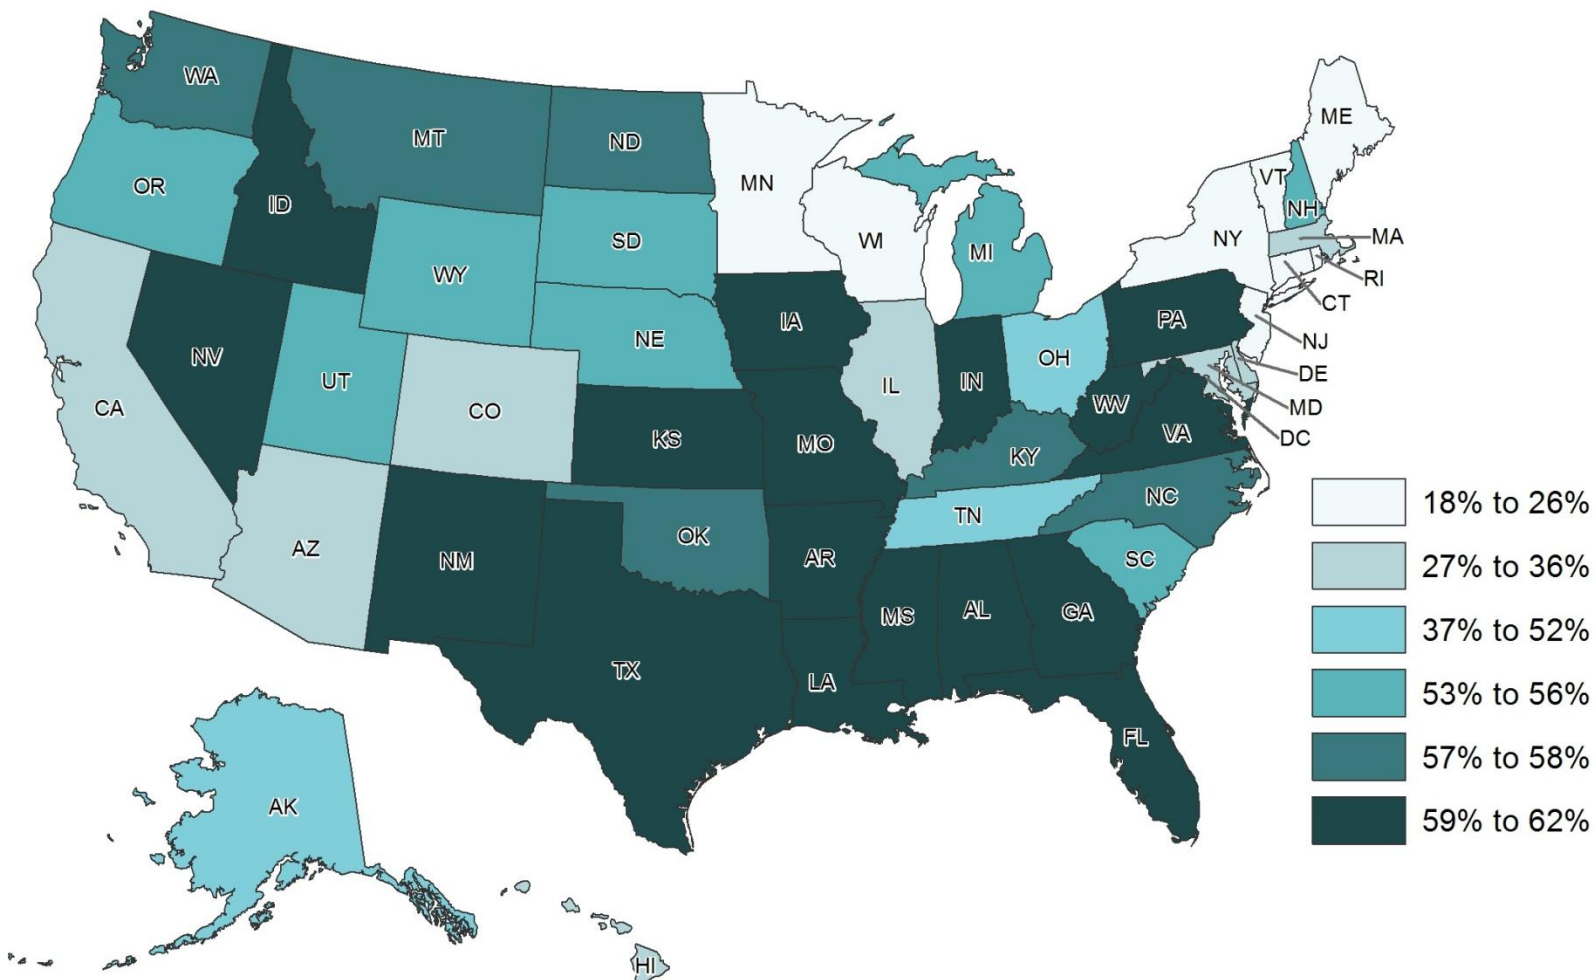 WA
MT
ND
MN
ME
OR
ID
SD
WI
MI
VT
NH
NY
MA
RI
CT
WY
IA
NE
PA
NJ
NV
UT
OH
DE
CA
CO
IL
IN
MD
DC
KS
MO
WV
VA
KY
NC
AZ
NM
OK
TN
AR
SC
MS
AL
GA
TX
LA
FL
AK
HI
18% to 26%
27% to 36%
37% to 52%
53% to 56%
57% to 58%
59% to 62%